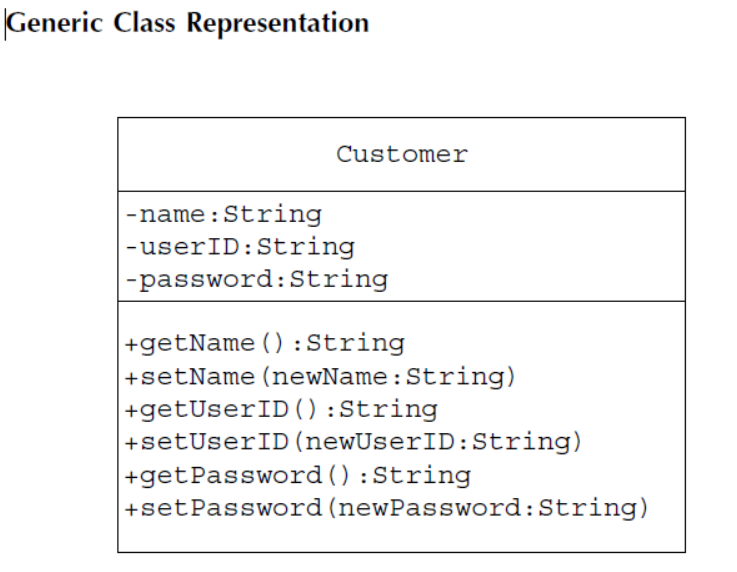 Generic Class Representation
Customer
-name:String
-userID:String
-password:String
+getName():String
+setName(newName:String)
+getUserID():String
+setUserID(newUserID:String)
+getPassword():String
+setPassword(newPassword:String)